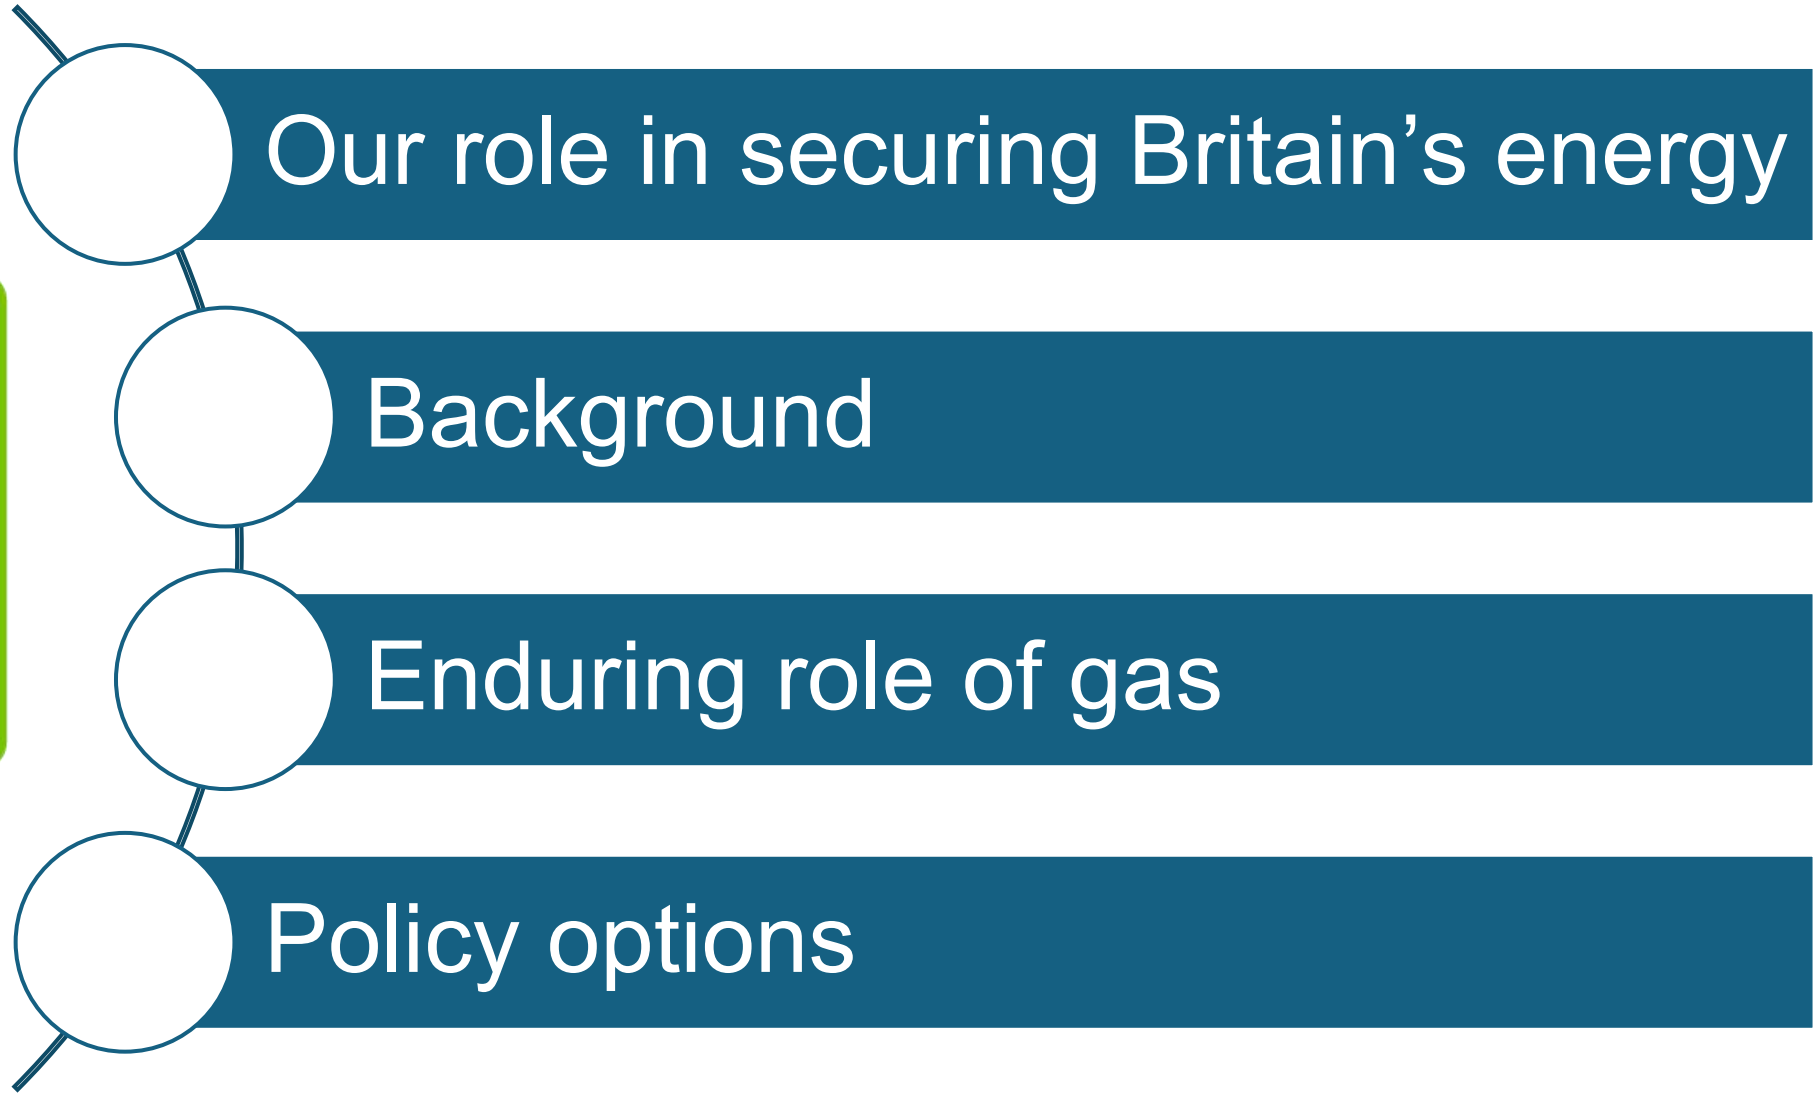 Our role in securing Britain’s energy
Background
Enduring role of gas
Policy options